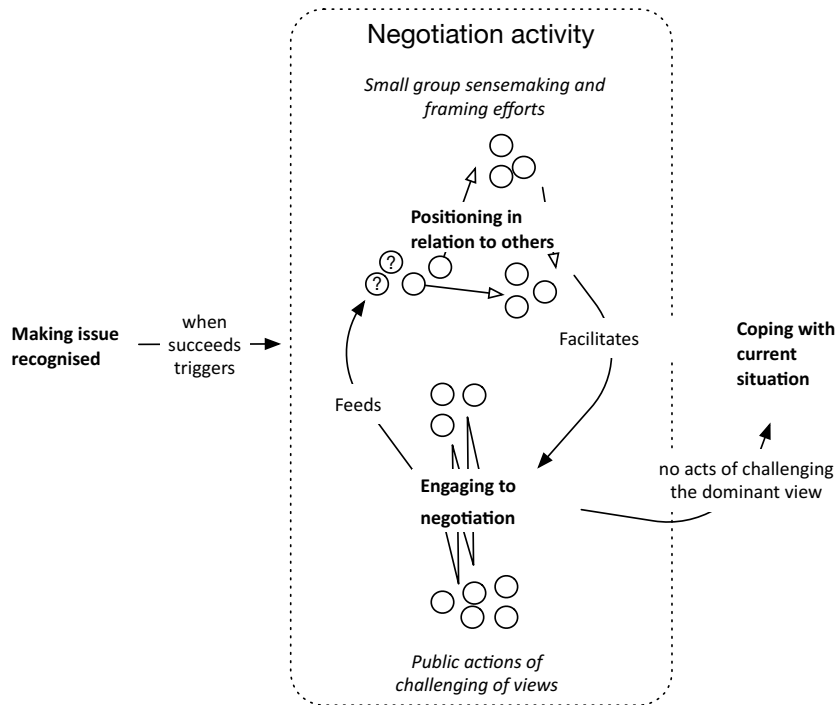 Negotiation activity
Small group sensemaking and
framing efforts
Positioning in
relation to others
?
?
Making issue
recognised
when
succeeds
triggers
Facilitates
Coping with
current
situation
Feeds
no acts of challenging
the dominant view
Engaging to
negotiation
Public actions of
challenging of views